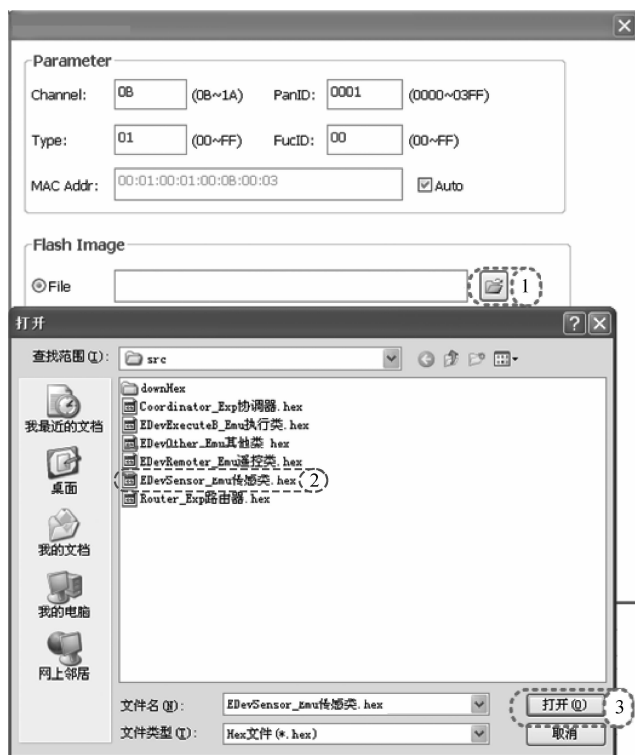 Parameter
Channel: 0B (0B~1A) PanID: 0001 (0000~03FF)
Type: 01 (00~FF) FucID: 00 (00~FF)
MAC Addr: 00:01:00:01:00:0B:00:03 Auto
Flash Image
File 1
打开
查找范围(I): src
我最近的文档
桌面
我的文档
我的电脑
网上邻居
downHex
Coordinator_Exp协调器.hex
EDevExecuteB_Emu执行类.hex
EDevOther_Emu其他类 hex
EDevRemoter_Emu遥控类.hex
EDevSensor_Emu传感类.hex 2
Router_Exp路由器.hex
文件名(N): EDevSensor_Emu传感类.hex 打开(O) 3
文件类型(T): Hex文件(*.hex) 取消